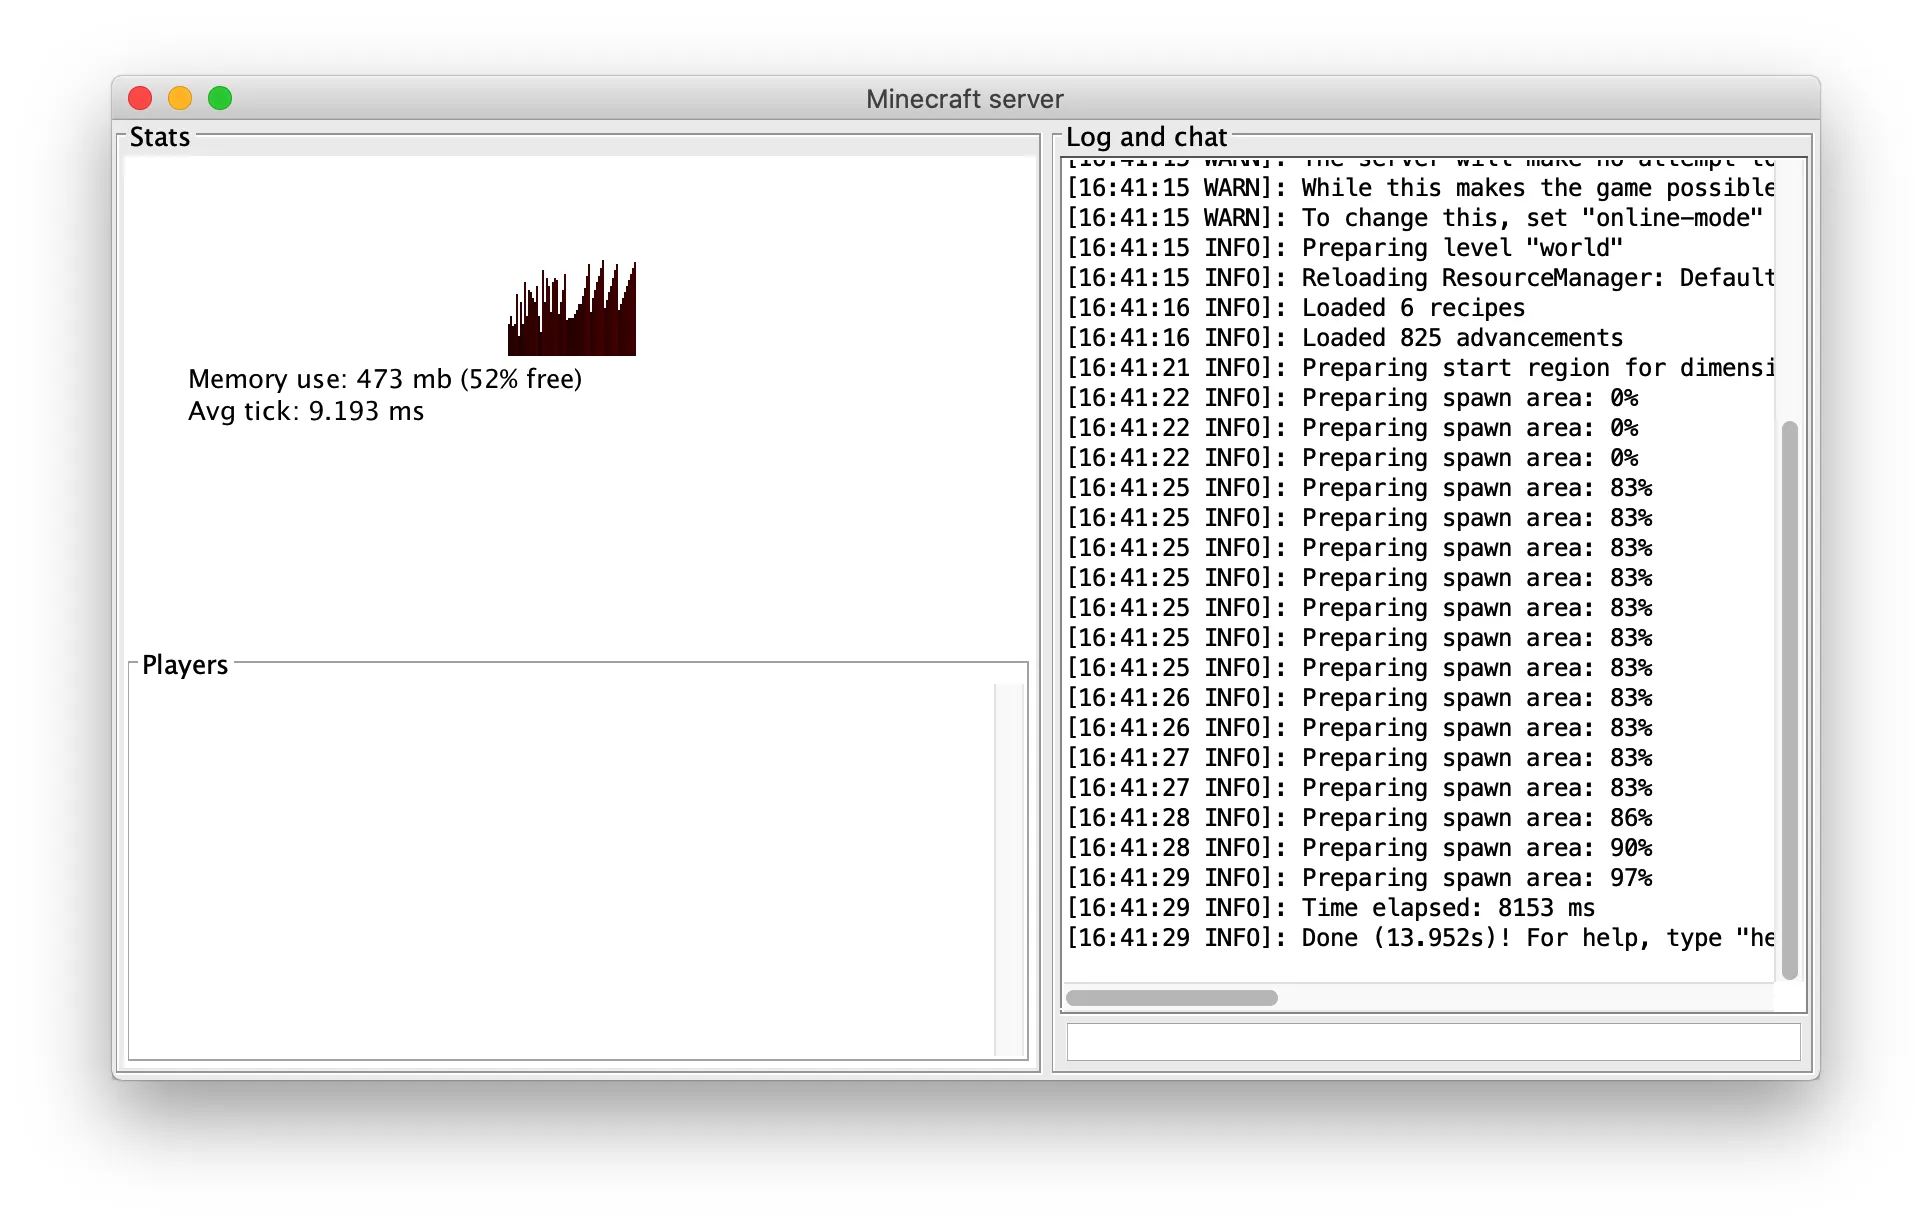 Minecraft server
Stats
Memory use: 473 mb (52% free)
Avg tick: 9.193 ms
Players
Log and chat
[16:41:15 WARN]: The server will make no attempt to
[16:41:15 WARN]: While this makes the game possible
[16:41:15 WARN]: To change this, set "online-mode"
[16:41:15 INFO]: Preparing level "world"
[16:41:15 INFO]: Reloading ResourceManager: Default
[16:41:16 INFO]: Loaded 6 recipes
[16:41:16 INFO]: Loaded 825 advancements
[16:41:21 INFO]: Preparing start region for dimensi
[16:41:22 INFO]: Preparing spawn area: 0%
[16:41:22 INFO]: Preparing spawn area: 0%
[16:41:22 INFO]: Preparing spawn area: 0%
[16:41:25 INFO]: Preparing spawn area: 83%
[16:41:25 INFO]: Preparing spawn area: 83%
[16:41:25 INFO]: Preparing spawn area: 83%
[16:41:25 INFO]: Preparing spawn area: 83%
[16:41:25 INFO]: Preparing spawn area: 83%
[16:41:25 INFO]: Preparing spawn area: 83%
[16:41:25 INFO]: Preparing spawn area: 83%
[16:41:26 INFO]: Preparing spawn area: 83%
[16:41:26 INFO]: Preparing spawn area: 83%
[16:41:27 INFO]: Preparing spawn area: 83%
[16:41:27 INFO]: Preparing spawn area: 83%
[16:41:28 INFO]: Preparing spawn area: 86%
[16:41:28 INFO]: Preparing spawn area: 90%
[16:41:29 INFO]: Preparing spawn area: 97%
[16:41:29 INFO]: Time elapsed: 8153 ms
[16:41:29 INFO]: Done (13.952s)! For help, type "he